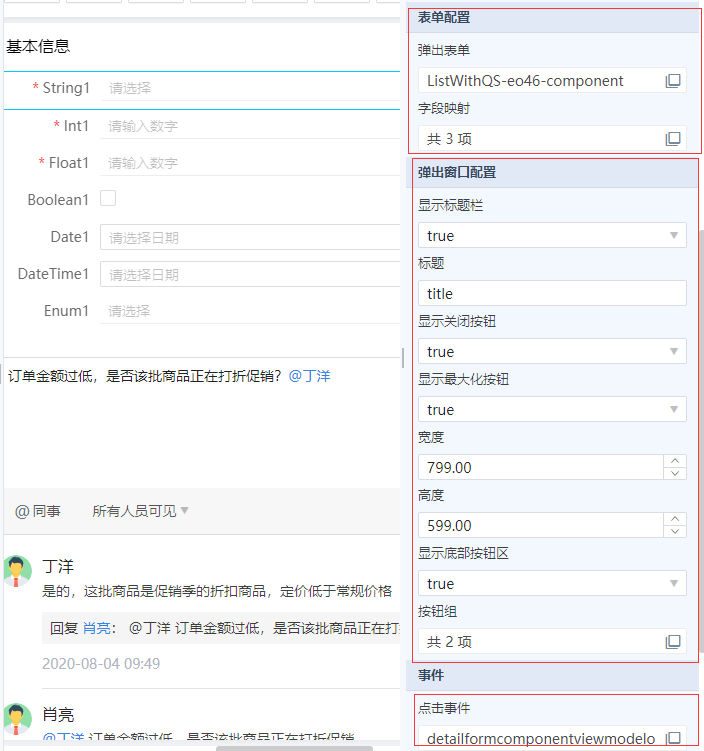 基本信息
* String1 请选择
* Int1 请输入数字
* Float1 请输入数字
Boolean1
Date1 请选择日期
DateTime1 请选择日期
Enum1 请选择
订单金额过低，是否该批商品正在打折促销？@丁洋
@ 同事 所有人员可见
丁洋
是的，这批商品是促销季的折扣商品，定价低于常规价格
回复 肖亮： @丁洋 订单金额过低，是否该批商品正在打
2020-08-04 09:49
肖亮
@丁洋 订单金额过低，是否该批商品正在打折促销
表单配置
弹出表单
ListWithQS-eo46-component
字段映射
共 3 项
弹出窗口配置
显示标题栏
true
标题
title
显示关闭按钮
true
显示最大化按钮
true
宽度
799.00
高度
599.00
显示底部按钮区
true
按钮组
共 2 项
事件
点击事件
detailformcomponentviewmodelo